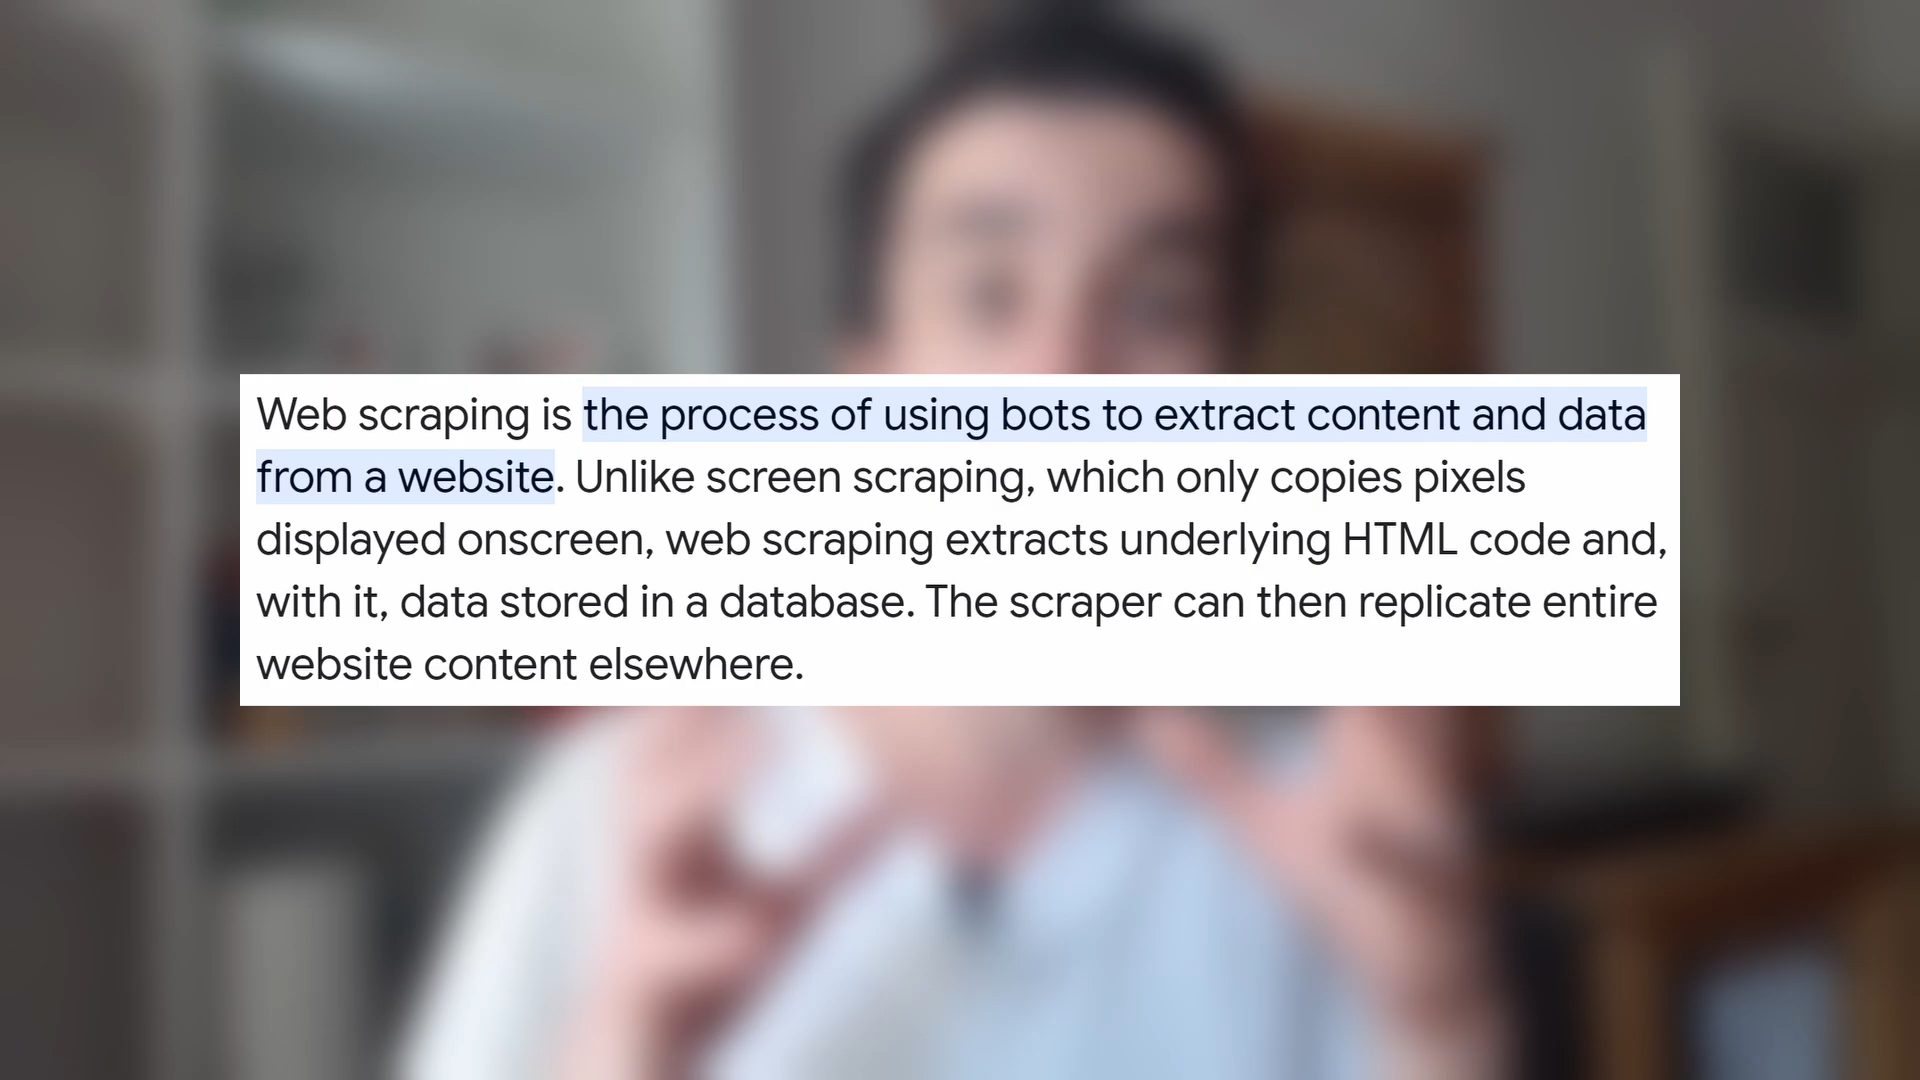 Web scraping is the process of using bots to extract content and data
from a website. Unlike screen scraping, which only copies pixels
displayed onscreen, web scraping extracts underlying HTML code and,
with it, data stored in a database. The scraper can then replicate entire
website content elsewhere.